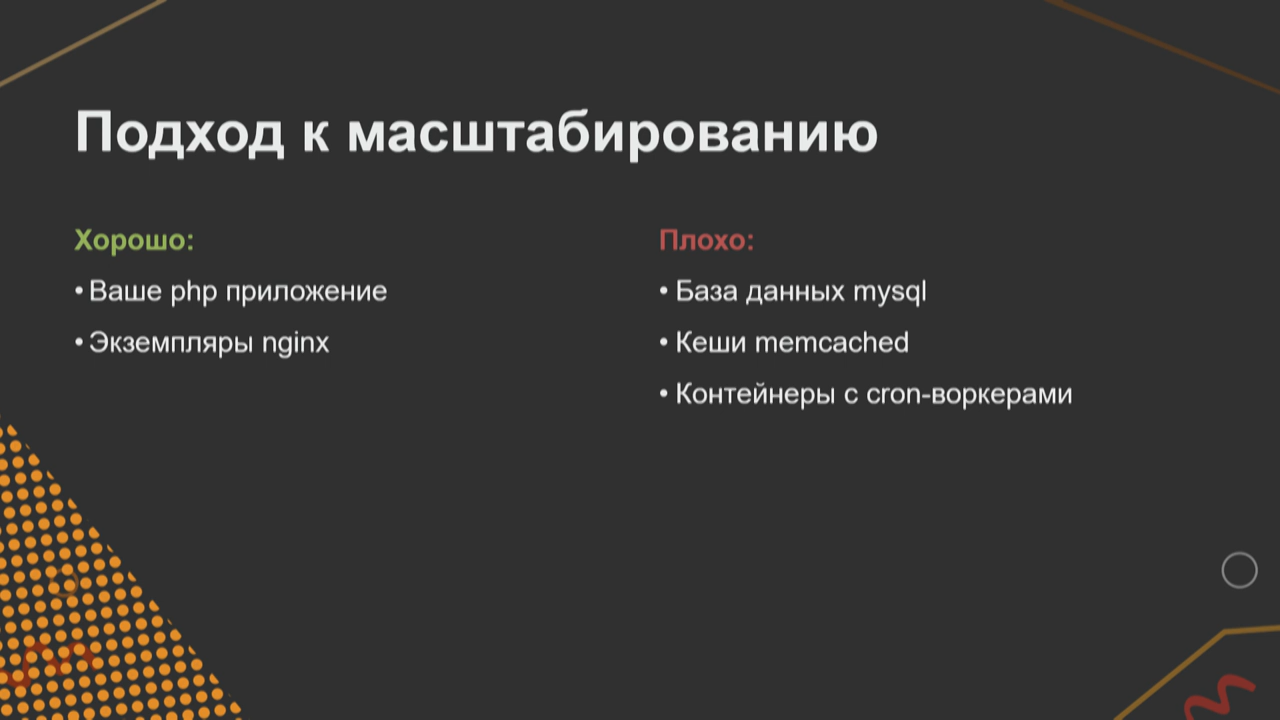 Подход к масштабированию
Хорошо:
• Ваше php приложение
• Экземпляры nginx
Плохо:
• База данных mysql
• Кеши memcached
• Контейнеры с cron-воркерами